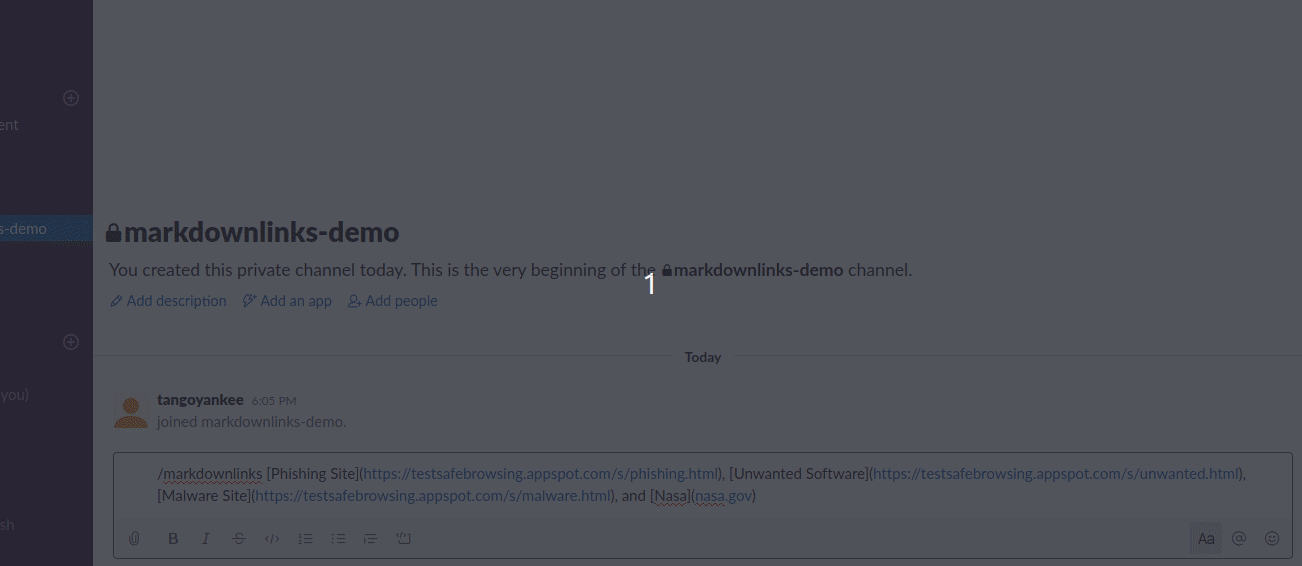 ent
s-demo
markdownlinks-demo
You created this private channel today. This is the very beginning of the markdownlinks-demo channel.
1
Add description Add an app Add people
Today
you)
tangoyankee 6:05 PM
joined markdownlinks-demo.
/markdownlinks [Phishing Site](https://testsafebrowsing.appspot.com/s/phishing.html), [Unwanted Software](https://testsafebrowsing.appspot.com/s/unwanted.html),
[Malware Site](https://testsafebrowsing.appspot.com/s/malware.html), and [Nasa](nasa.gov)
sh
B I S </> Aa @